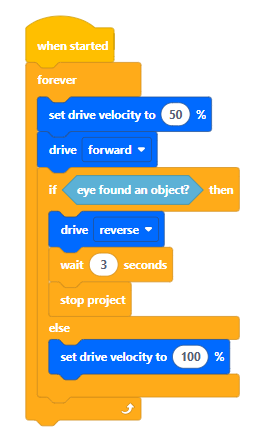 when started
forever
set drive velocity to 50 %
drive forward
if eye found an object? then
drive reverse
wait 3 seconds
stop project
else
set drive velocity to 100 %